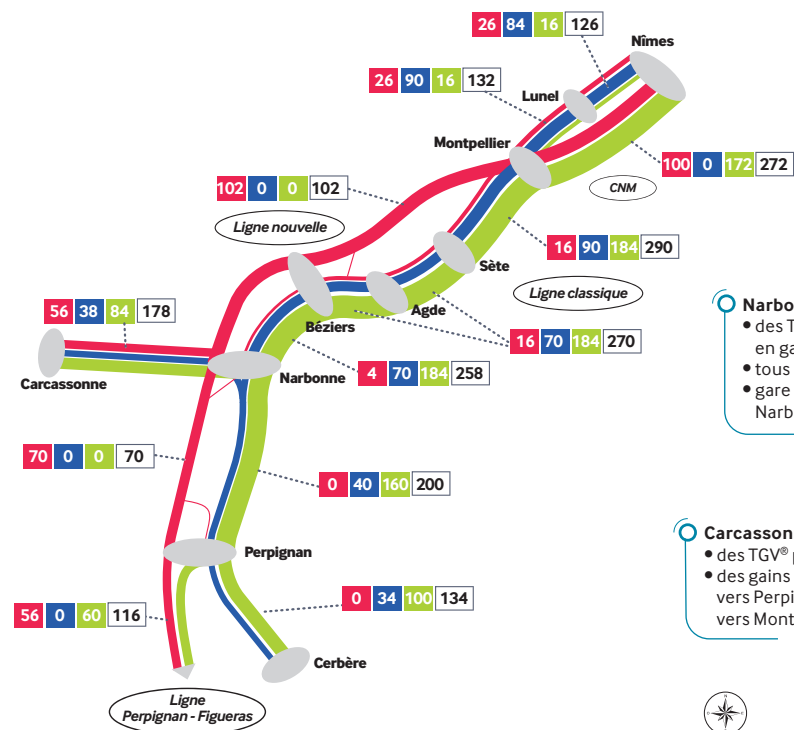 26 84 16 126
Nîmes
26 90 16 132
Lunel
Montpellier
100 0 172 272
CNM
102 0 0 102
Ligne nouvelle
16 90 184 290
Sète
Ligne classique
Agde
Béziers
16 70 184 270
56 38 84 178
Carcassonne
Narbonne
4 70 184 258
70 0 0 70
0 40 160 200
Perpignan
56 0 60 116
0 34 100 134
Cerbère
Ligne
Perpignan - Figueras
Narbo
• des T
en ga
• tous
• gare
Narb
Carcasson
• des TGV® p
• des gains
vers Perpi
vers Mont